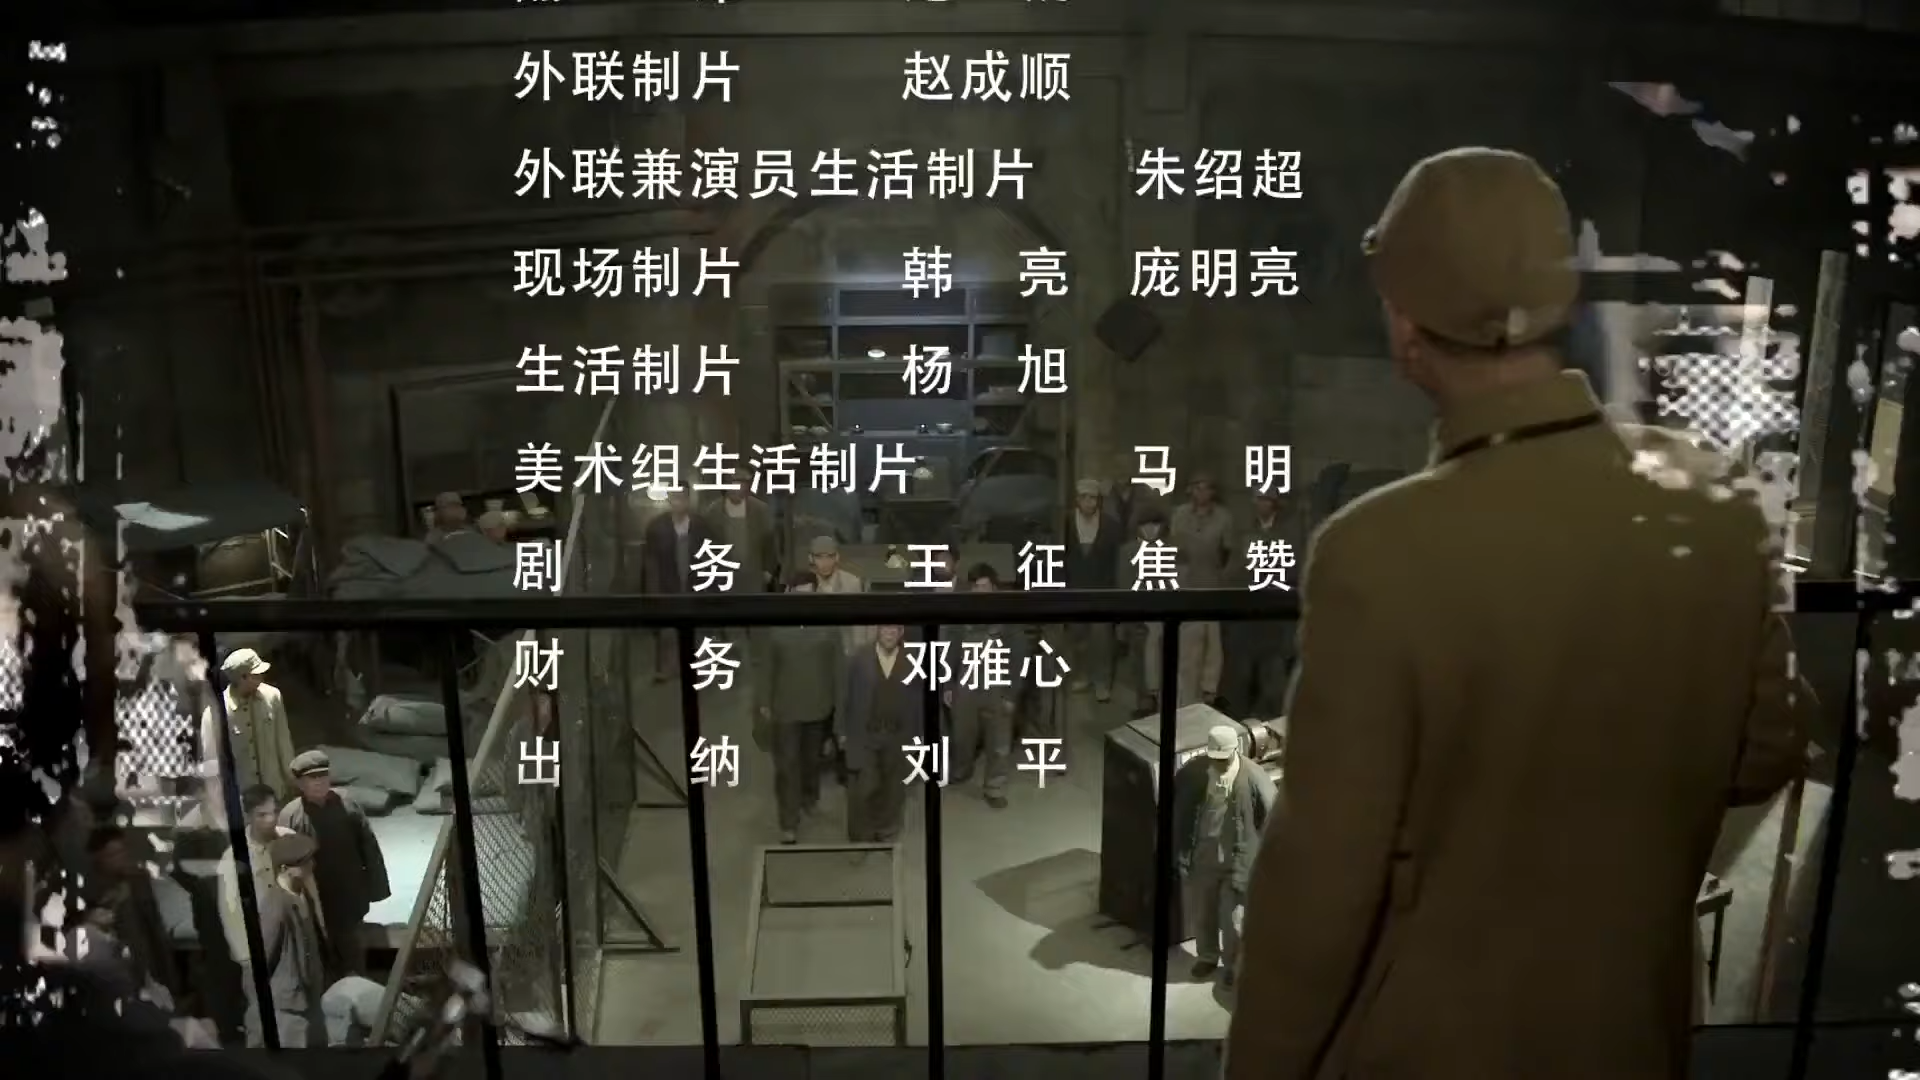 外联制片 赵成顺
外联兼演员生活制片 朱绍超
现场制片 韩 亮 庞明亮
生活制片 杨 旭
美术组生活制片 马 明
剧 务 王 征 焦 赞
财 务 邓雅心
出 纳 刘 平